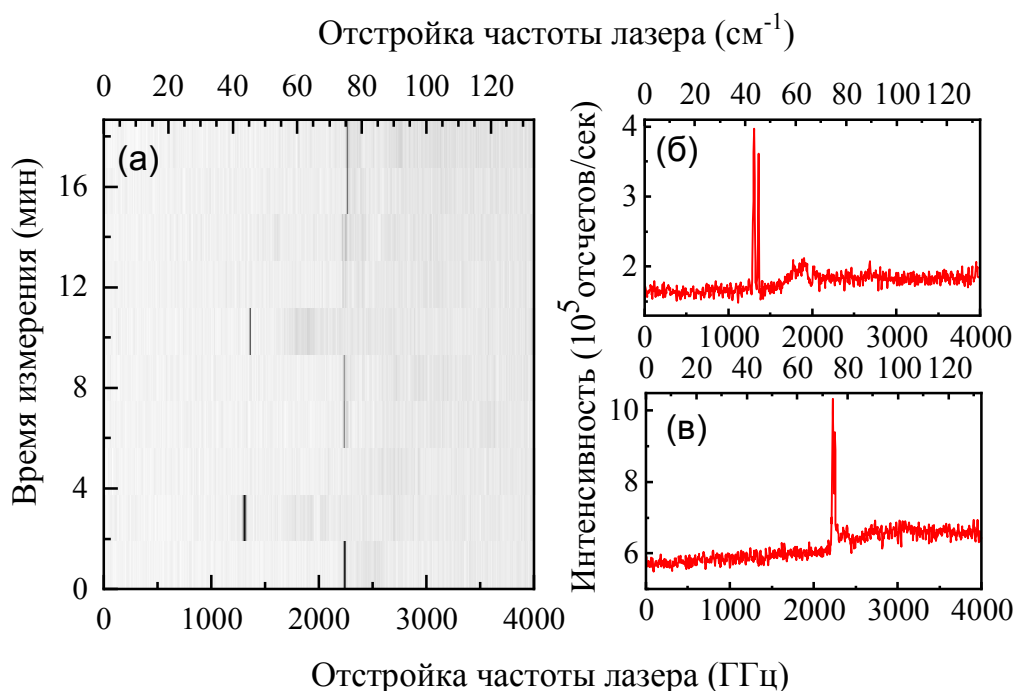 Отстройка частоты лазера (см⁻¹)
0 20 40 60 80 100 120
(а)
Время измерения (мин)
16
12
8
4
0
0 1000 2000 3000 4000
Отстройка частоты лазера (ГГц)
0 20 40 60 80 100 120
(б)
Интенсивность (10⁵ отсчетов/сек)
4
3
2
0 1000 2000 3000 4000
0 20 40 60 80 100 120
(в)
10
8
6
0 1000 2000 3000 4000